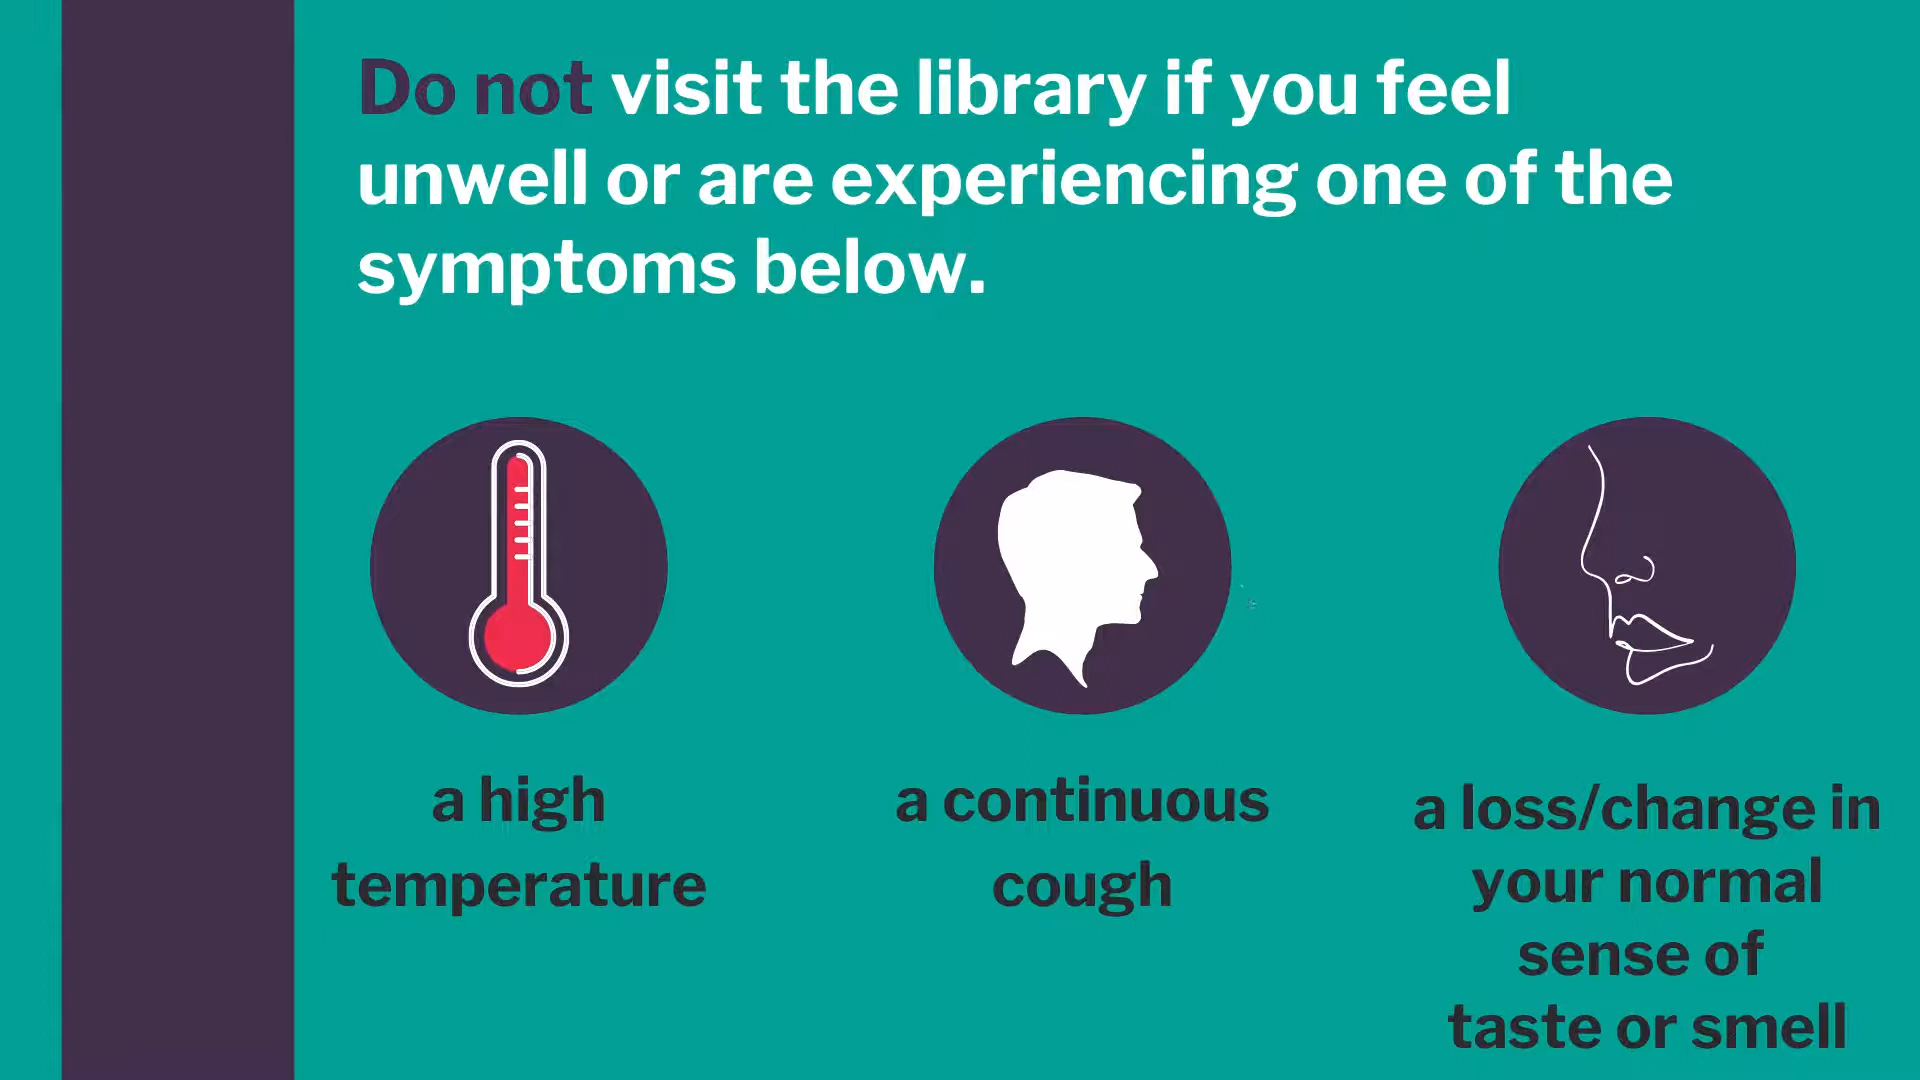 Do not visit the library if you feel
unwell or are experiencing one of the
symptoms below.
a high
temperature
a continuous
cough
a loss/change in
your normal
sense of
taste or smell